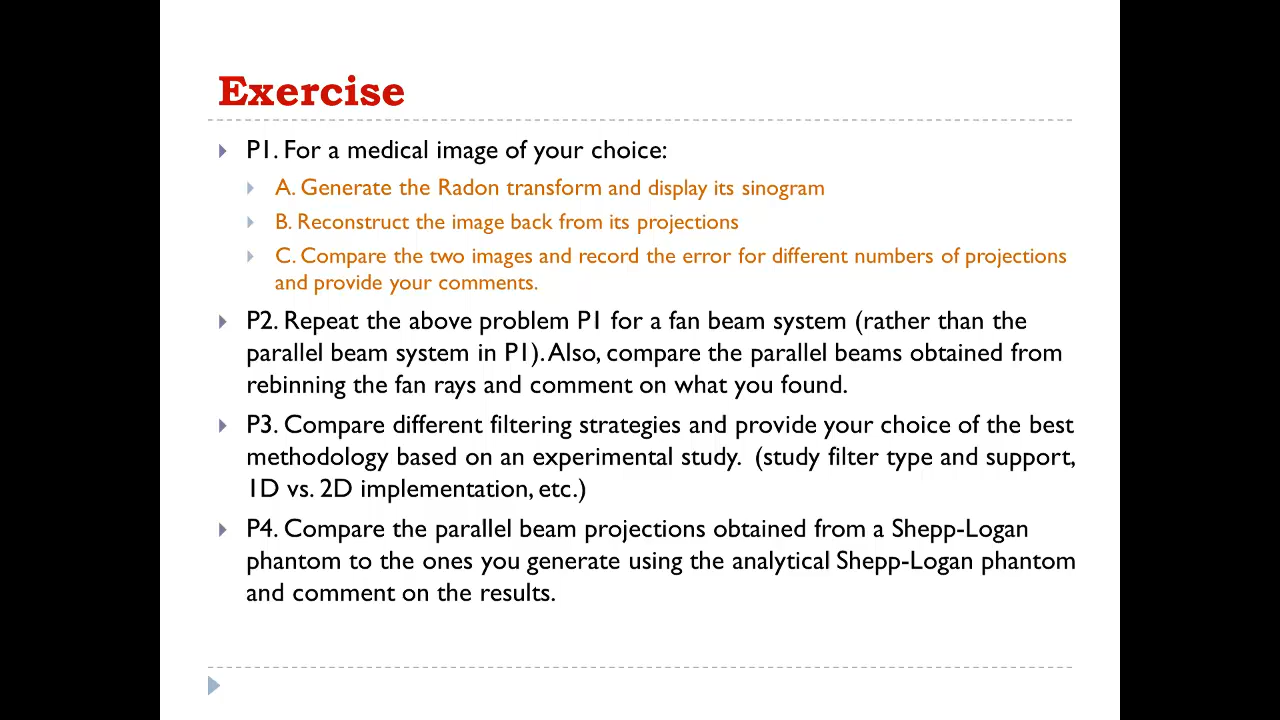 Exercise
P1. For a medical image of your choice:
A. Generate the Radon transform and display its sinogram
B. Reconstruct the image back from its projections
C. Compare the two images and record the error for different numbers of projections
and provide your comments.
P2. Repeat the above problem P1 for a fan beam system (rather than the
parallel beam system in P1). Also, compare the parallel beams obtained from
rebinning the fan rays and comment on what you found.
P3. Compare different filtering strategies and provide your choice of the best
methodology based on an experimental study.  (study filter type and support,
1D vs. 2D implementation, etc.)
P4. Compare the parallel beam projections obtained from a Shepp-Logan
phantom to the ones you generate using the analytical Shepp-Logan phantom
and comment on the results.